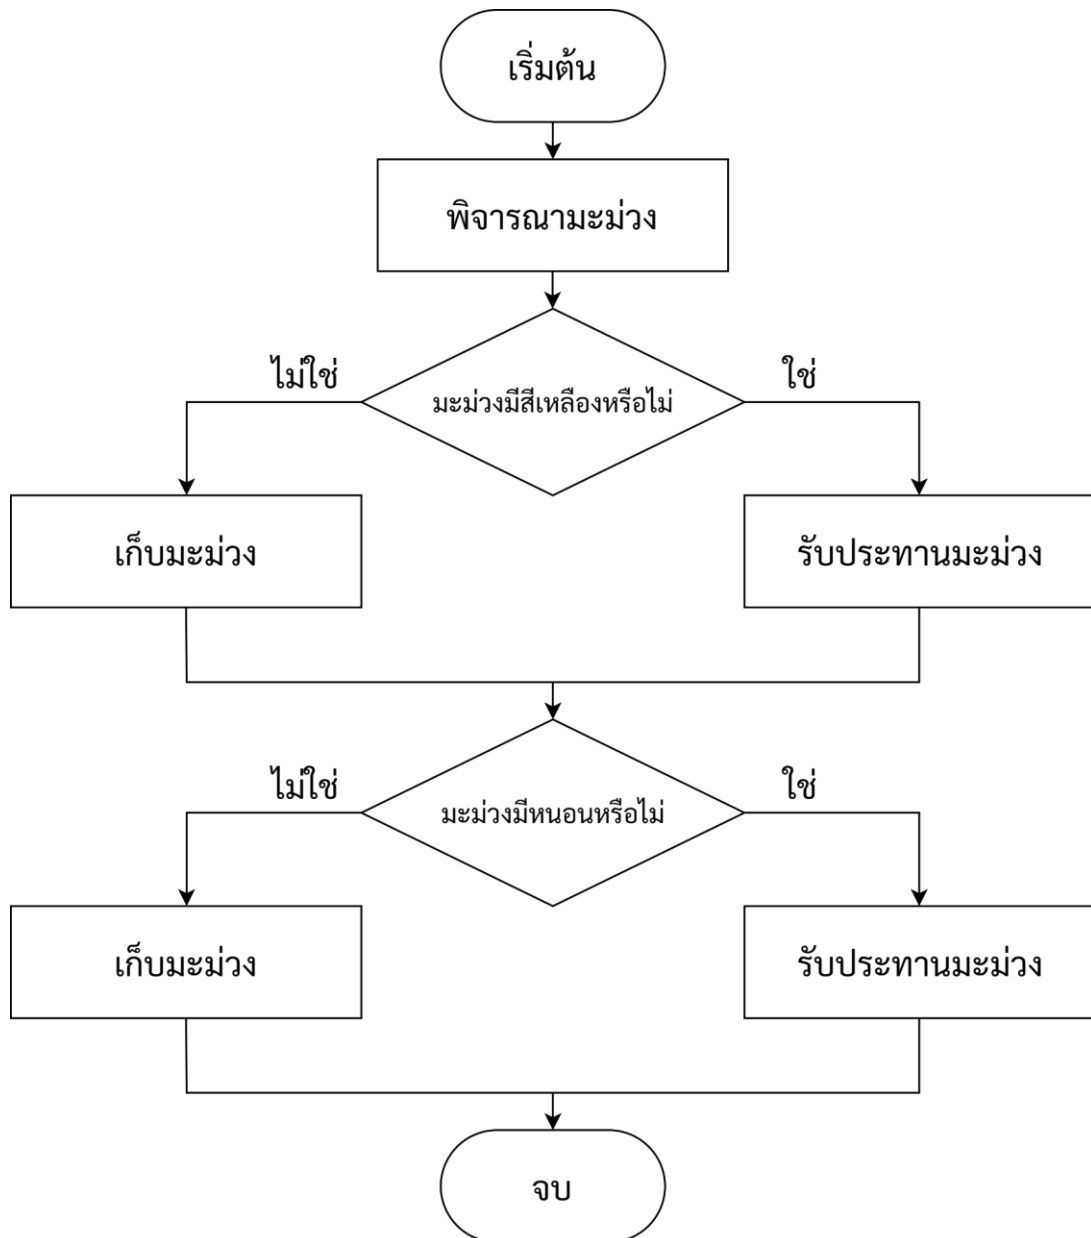 เริ่มต้น
พิจารณามะม่วง
ไม่ใช่
ใช่
มะม่วงมีสีเหลืองหรือไม่
เก็บมะม่วง
รับประทานมะม่วง
ไม่ใช่
ใช่
มะม่วงมีหนอนหรือไม่
เก็บมะม่วง
รับประทานมะม่วง
จบ